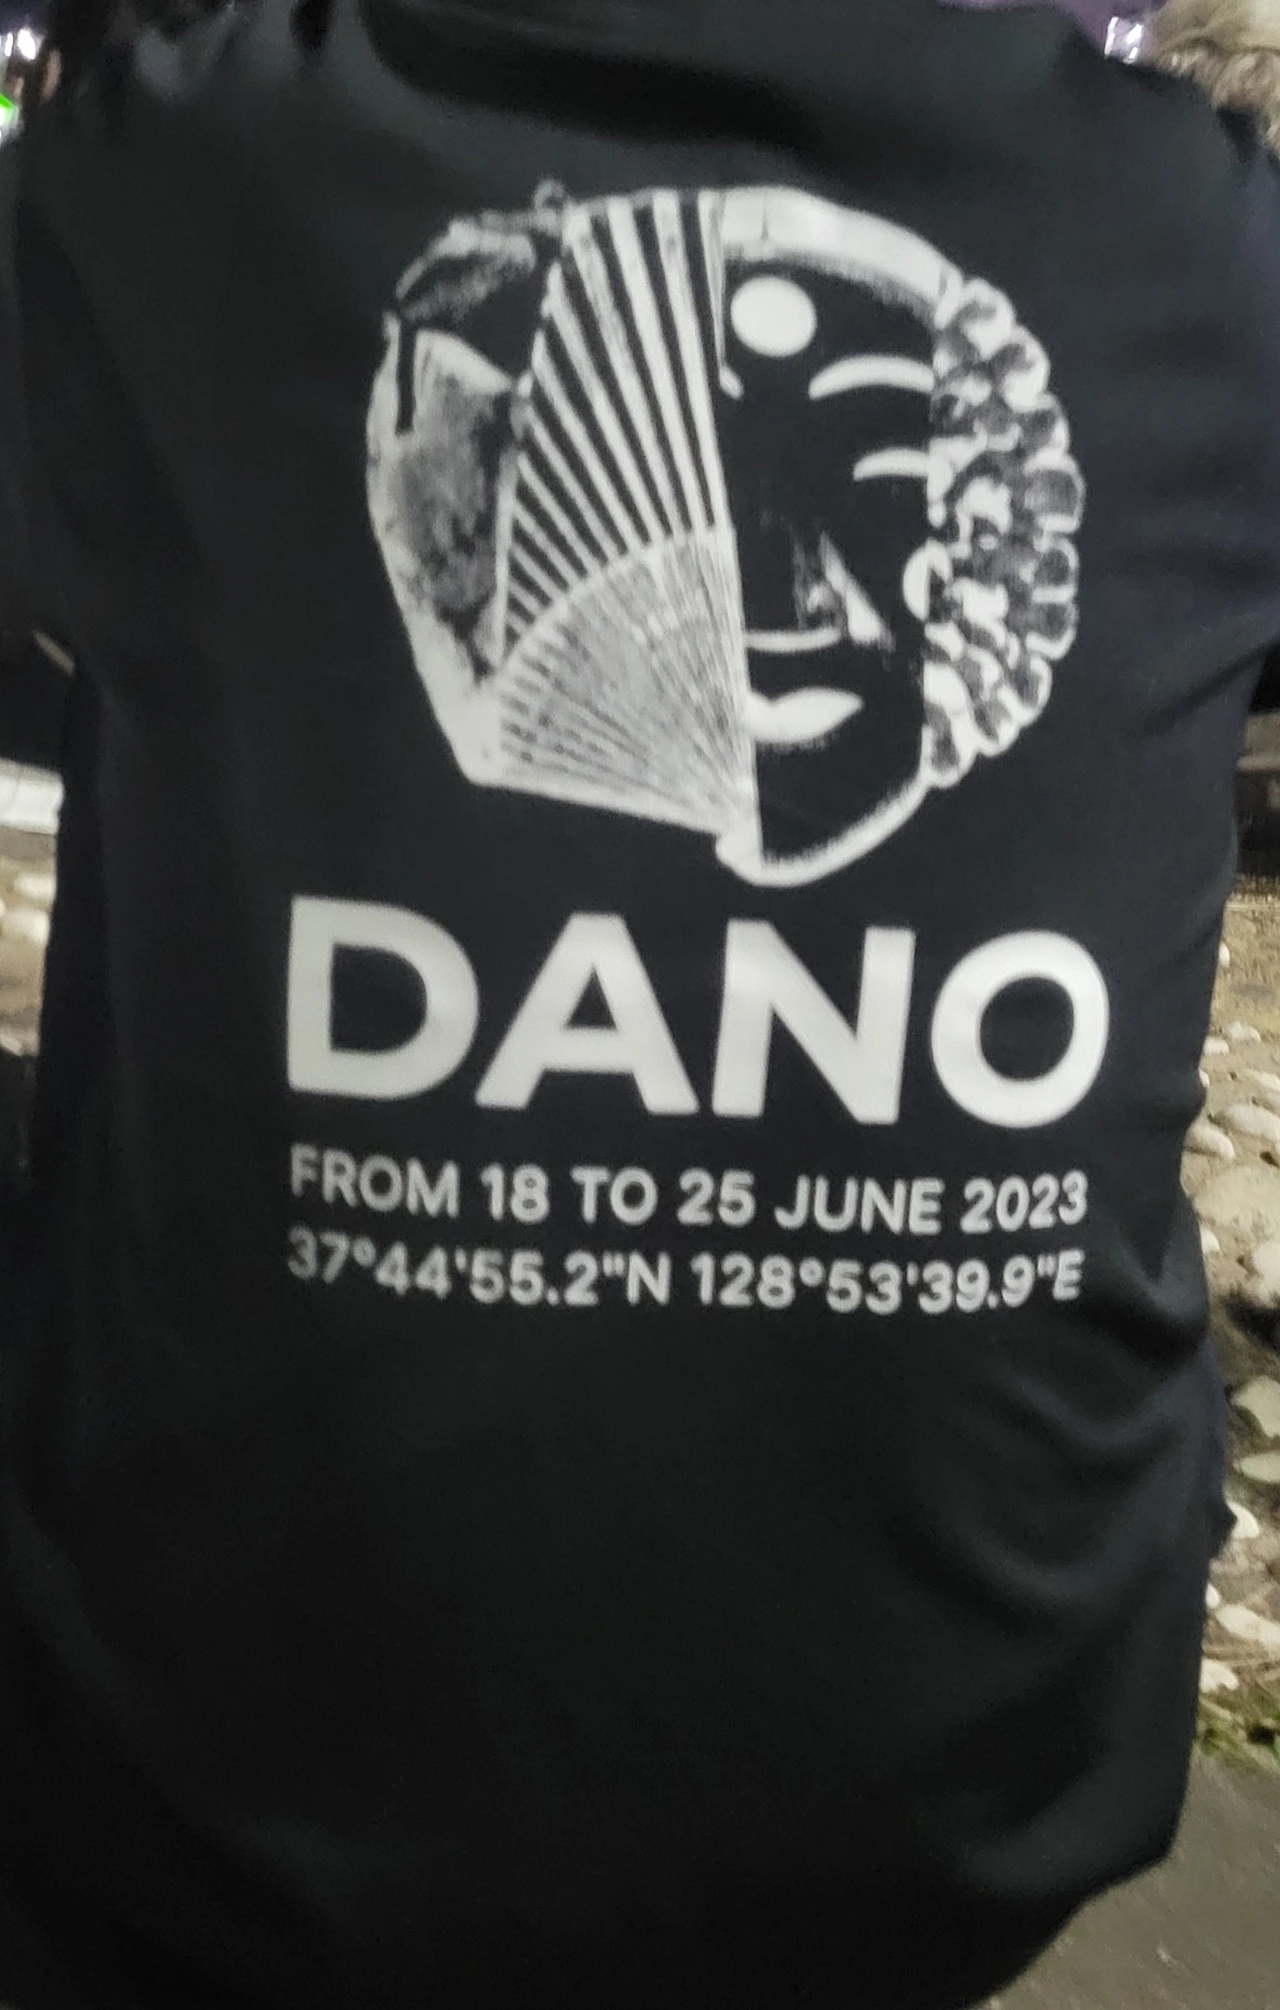 DANO
FROM 18 TO 25 JUNE 2023
37°44'55.2"N 128°53'39.9"E